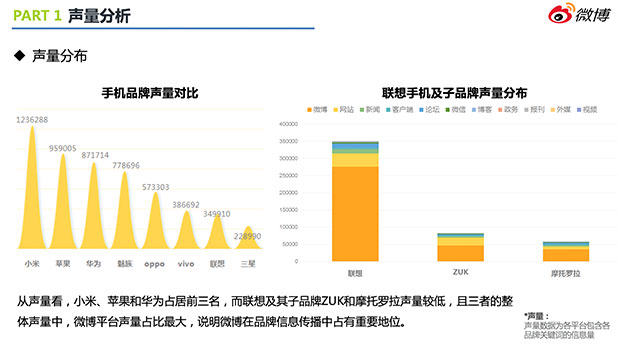 PART 1 声量分析
微博
◆ 声量分布
手机品牌声量对比
1236288
959005
871714
778696
573303
386692
349910
228990
小米 苹果 华为 魅族 oppo vivo 联想 三星
联想手机及子品牌声量分布
微博 网站 新闻 客户端 论坛 微信 博客 政务 报刊 外媒 视频
400000
350000
300000
250000
200000
150000
100000
50000
0
联想 ZUK 摩托罗拉
从声量看，小米、苹果和华为占居前三名，而联想及其子品牌ZUK和摩托罗拉声量较低，且三者的整
体声量中，微博平台声量占比最大，说明微博在品牌信息传播中占有重要地位。
*声量：
声量数据为各平台包含各
品牌关键词的信息量